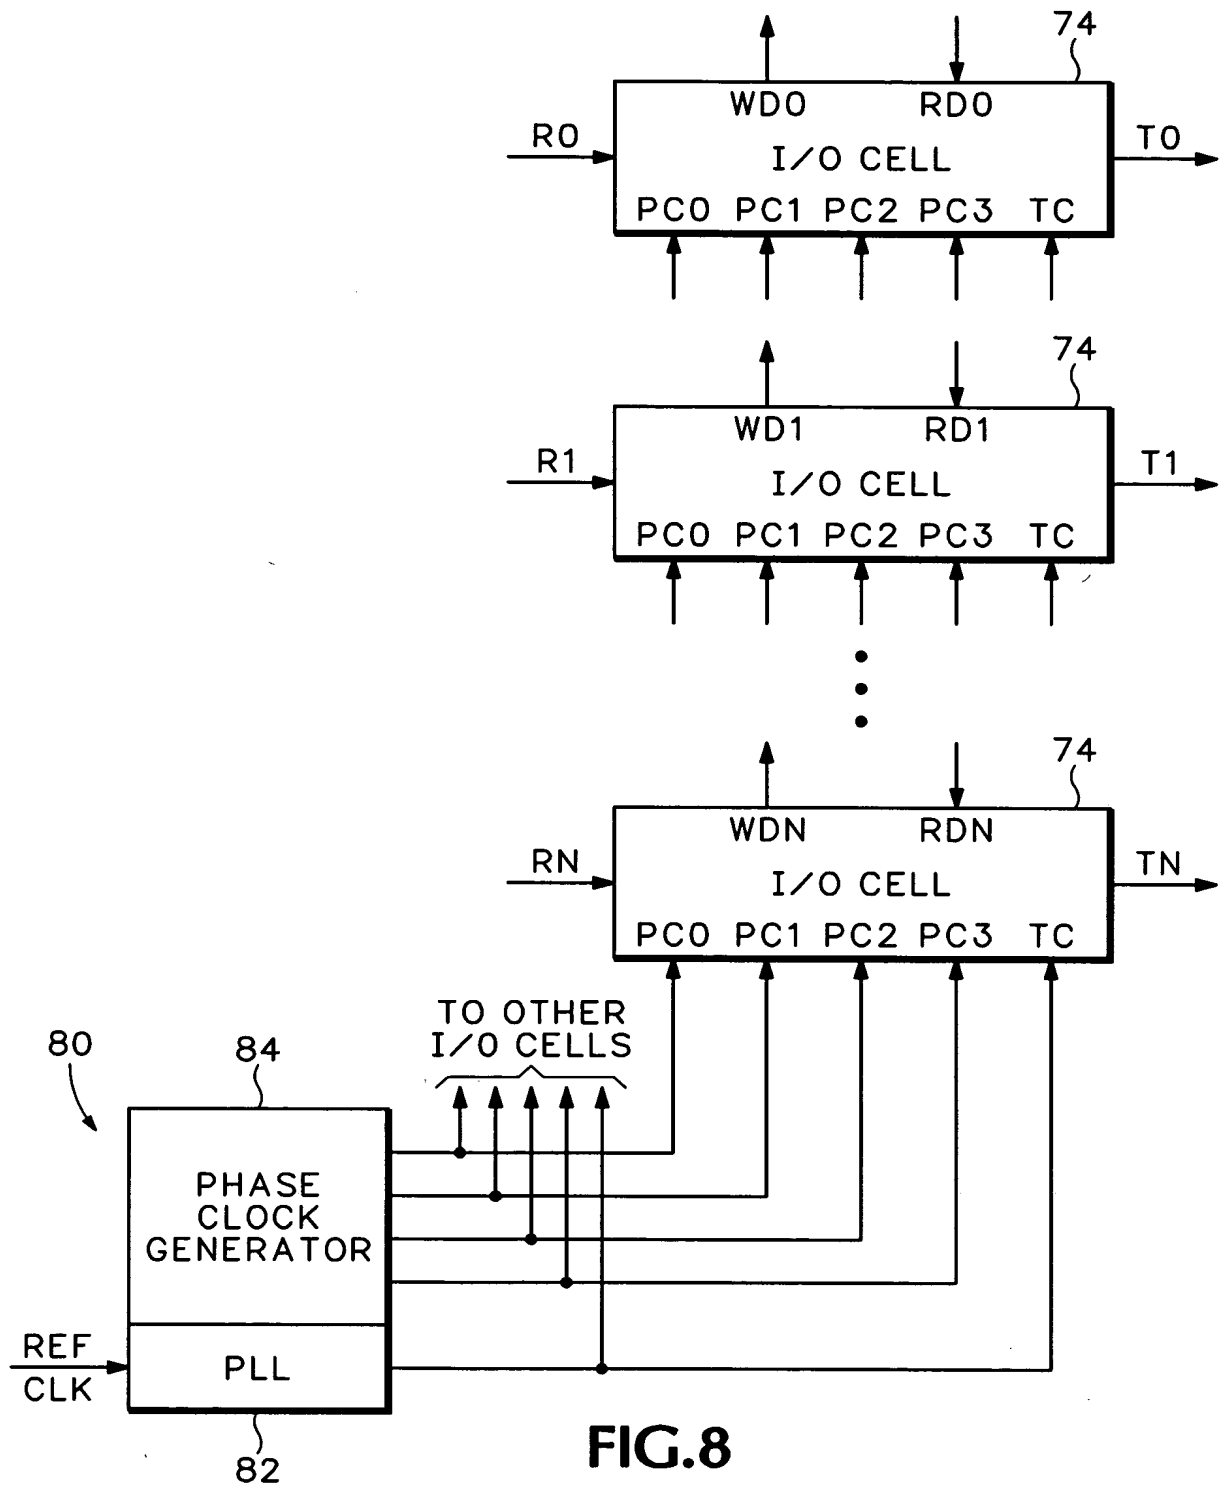 74
WD0 RD0
R0 I/O CELL T0
PC0 PC1 PC2 PC3 TC
74
WD1 RD1
R1 I/O CELL T1
PC0 PC1 PC2 PC3 TC
74
WDN RDN
RN I/O CELL TN
PC0 PC1 PC2 PC3 TC
TO OTHER
I/O CELLS
80
84
PHASE
CLOCK
GENERATOR
REF
CLK
PLL
82
FIG.8